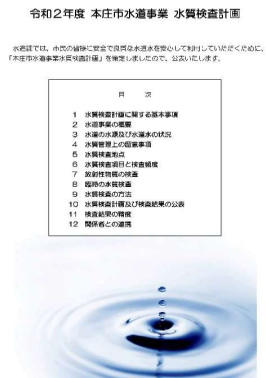 令和２年度 本庄市水道事業 水質検査計画
水道課では、市民の皆様に安全で良質な水道水を安心して利用していただくために、
「本庄市水道事業水質検査計画」を策定しましたので、公表いたします。
目 次
1 水質検査計画に関する基本事項
2 水道事業の概要
3 水道の水源及び水道水の状況
4 水質管理上の留意事項
5 水質検査地点
6 水質検査項目と検査頻度
7 放射性物質の検査
8 臨時の水質検査
9 水質検査の方法
10 水質検査計画及び検査結果の公表
11 検査結果の精度
12 関係者との連携